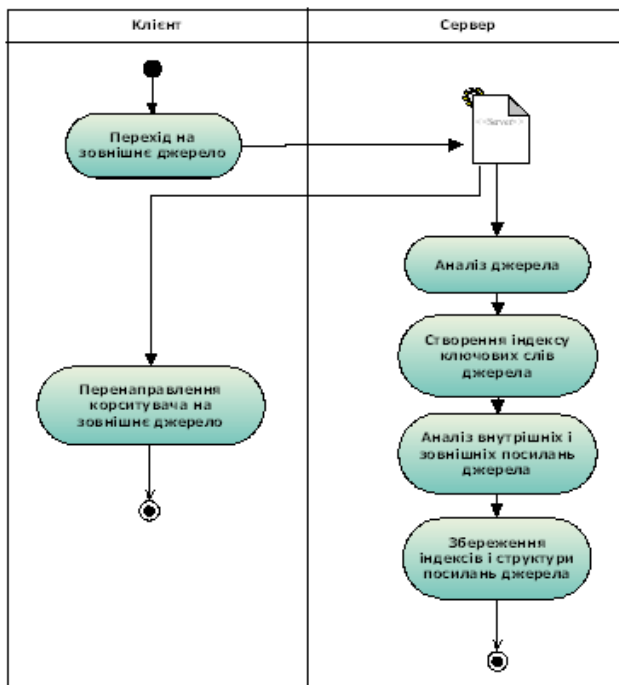 Клієнт
Сервер
Перехід на
зовнішнє джерело
Аналіз джерела
Створення індексу
ключових слів
джерела
Перенаправлення
корситувача на
зовнішнє джерело
Аналіз внутрішніх і
зовнішніх посилань
джерела
Збереження
індексів і структури
посилань джерела